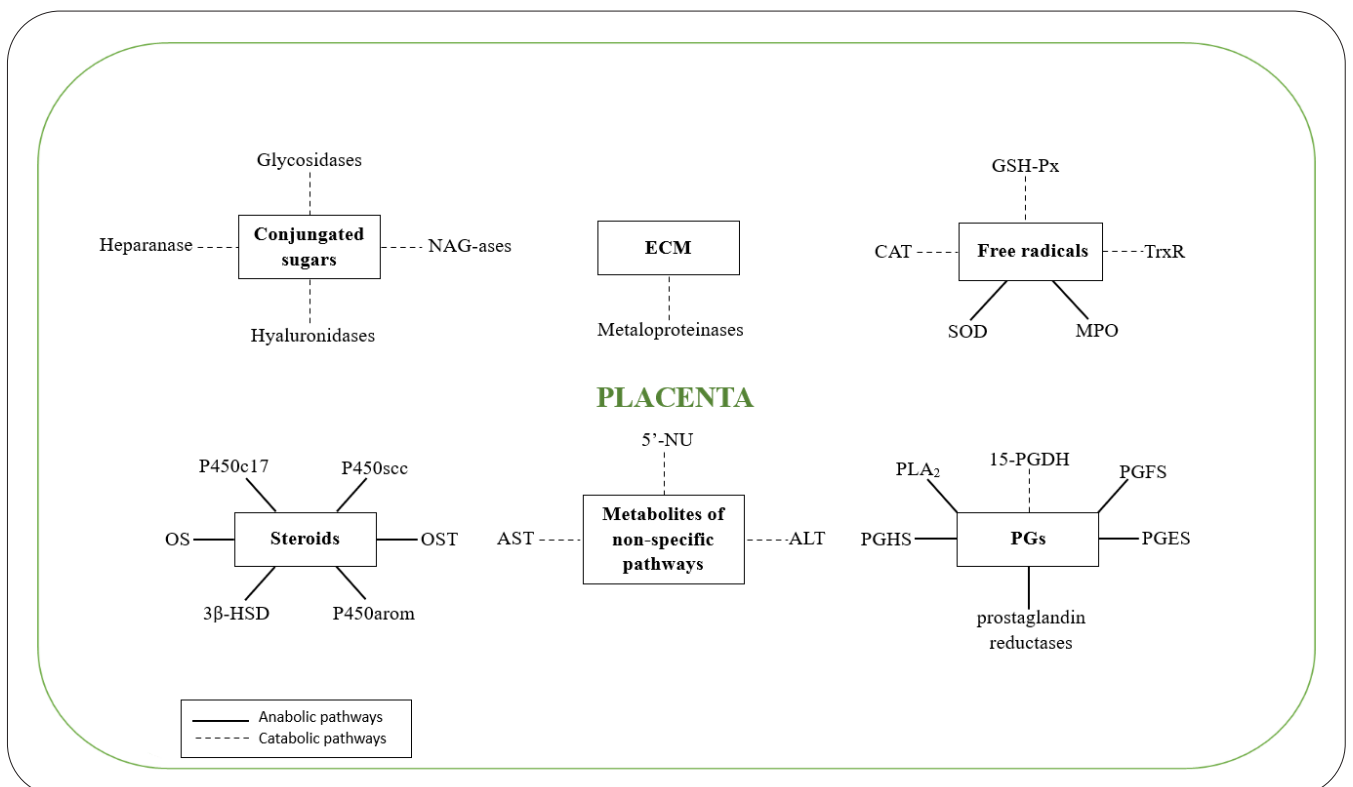 Glycosidases
Heparanase
Conjungated
sugars
NAG-ases
Hyaluronidases
ECM
Metaloproteinases
GSH-Px
CAT
Free radicals
TrxR
SOD
MPO
PLACENTA
P450c17
P450scc
OS
Steroids
OST
3β-HSD
P450arom
5’-NU
AST
Metabolites of
non-specific
pathways
ALT
PLA₂
15-PGDH
PGFS
PGHS
PGs
PGES
prostaglandin
reductases
Anabolic pathways
Catabolic pathways